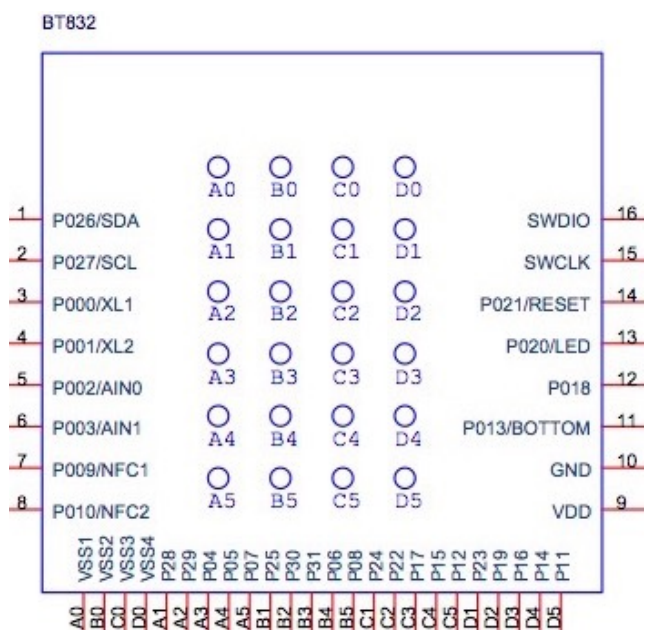 BT832
A0 B0 C0 D0
1 P026/SDA SWDIO 16
A1 B1 C1 D1
2 P027/SCL SWCLK 15
3 P000/XL1 A2 B2 C2 D2 P021/RESET 14
4 P001/XL2 P020/LED 13
A3 B3 C3 D3
5 P002/AIN0 P018 12
6 P003/AIN1 A4 B4 C4 D4 P013/BOTTOM 11
7 P009/NFC1 GND 10
A5 B5 C5 D5
8 P010/NFC2 VDD 9
VSS1 VSS2 VSS3 VSS4 P28 P29 P04 P05 P07 P25 P30 P31 P06 P08 P24 P22 P17 P15 P12 P23 P19 P16 P14 P11
A0 B0 C0 D0 A1 A2 A3 A4 A5 B1 B2 B3 B4 B5 C1 C2 C3 C4 C5 D1 D2 D3 D4 D5